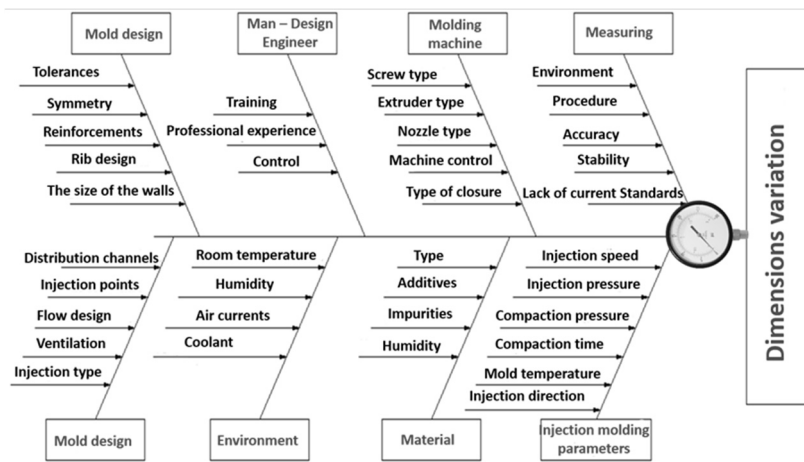 Mold design
Man – Design
Engineer
Molding
machine
Measuring
Tolerances
Symmetry
Reinforcements
Rib design
The size of the walls
Training
Professional experience
Control
Screw type
Extruder type
Nozzle type
Machine control
Type of closure
Environment
Procedure
Accuracy
Stability
Lack of current Standards
Dimensions variation
Distribution channels
Injection points
Flow design
Ventilation
Injection type
Room temperature
Humidity
Air currents
Coolant
Type
Additives
Impurities
Humidity
Injection speed
Injection pressure
Compaction pressure
Compaction time
Mold temperature
Injection direction
Mold design
Environment
Material
Injection molding
parameters